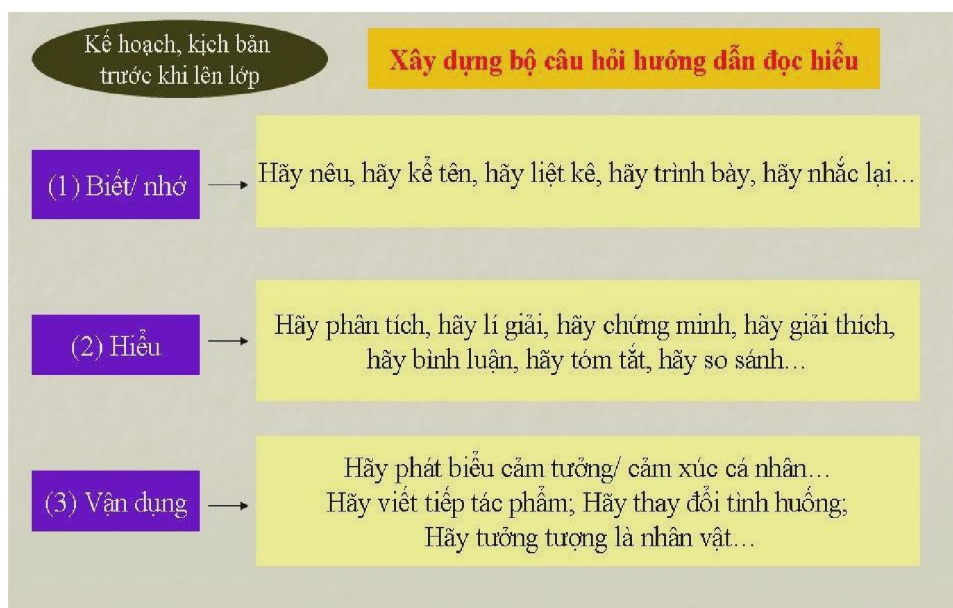 Kế hoạch, kịch bản
trước khi lên lớp
Xây dựng bộ câu hỏi hướng dẫn đọc hiểu
(1) Biết/ nhớ
Hãy nêu, hãy kể tên, hãy liệt kê, hãy trình bày, hãy nhắc lại…
(2) Hiểu
Hãy phân tích, hãy lí giải, hãy chứng minh, hãy giải thích,
hãy bình luận, hãy tóm tắt, hãy so sánh…
(3) Vận dụng
Hãy phát biểu cảm tưởng/ cảm xúc cá nhân…
Hãy viết tiếp tác phẩm; Hãy thay đổi tình huống;
Hãy tưởng tượng là nhân vật…